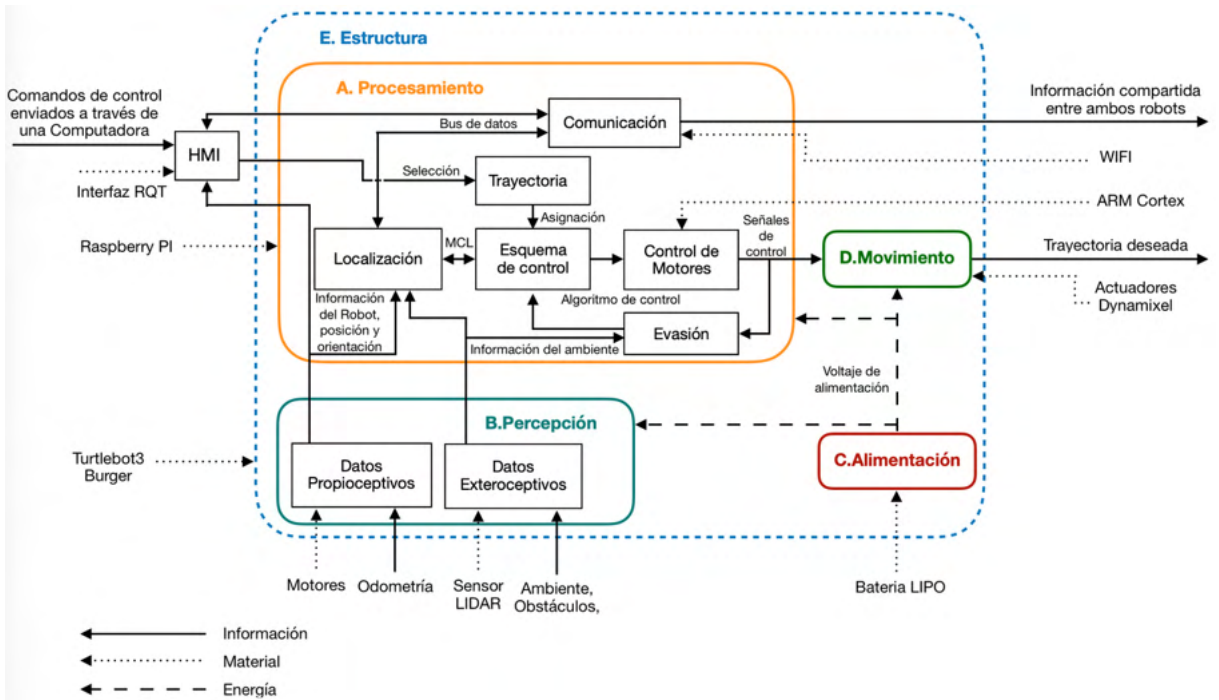 E. Estructura
A. Procesamiento
Comandos de control
enviados a través de
una Computadora
HMI
Interfaz RQT
Raspberry PI
Bus de datos
Comunicación
Información compartida
entre ambos robots
WIFI
Selección
Trayectoria
ARM Cortex
Asignación
Localización
MCL
Esquema
de control
Control de
Motores
Señales
de
control
D.Movimiento
Trayectoria deseada
Actuadores
Dynamixel
Información
del Robot,
posición y
orientación
Algoritmo de control
Evasión
Información del ambiente
Voltaje de
alimentación
B.Percepción
Turtlebot3
Burger
Datos
Propioceptivos
Datos
Exteroceptivos
C.Alimentación
Motores
Odometría
Sensor
LIDAR
Ambiente,
Obstáculos,
Bateria LIPO
Información
Material
Energía